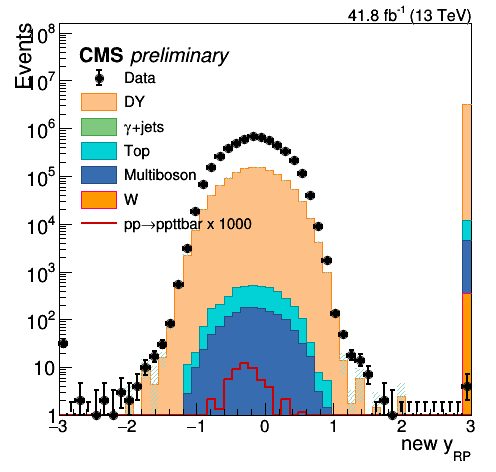 41.8 fb⁻¹ (13 TeV)
Events
CMS preliminary
Data
DY
γ+jets
Top
Multiboson
W
pp→ppttbar x 1000
10⁸
10⁷
10⁶
10⁵
10⁴
10³
10²
10
1
−3 −2 −1 0 1 2 3
new y_RP